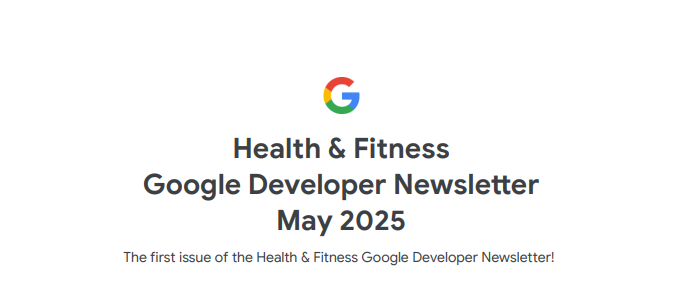 Health & Fitness
Google Developer Newsletter
May 2025
The first issue of the Health & Fitness Google Developer Newsletter!